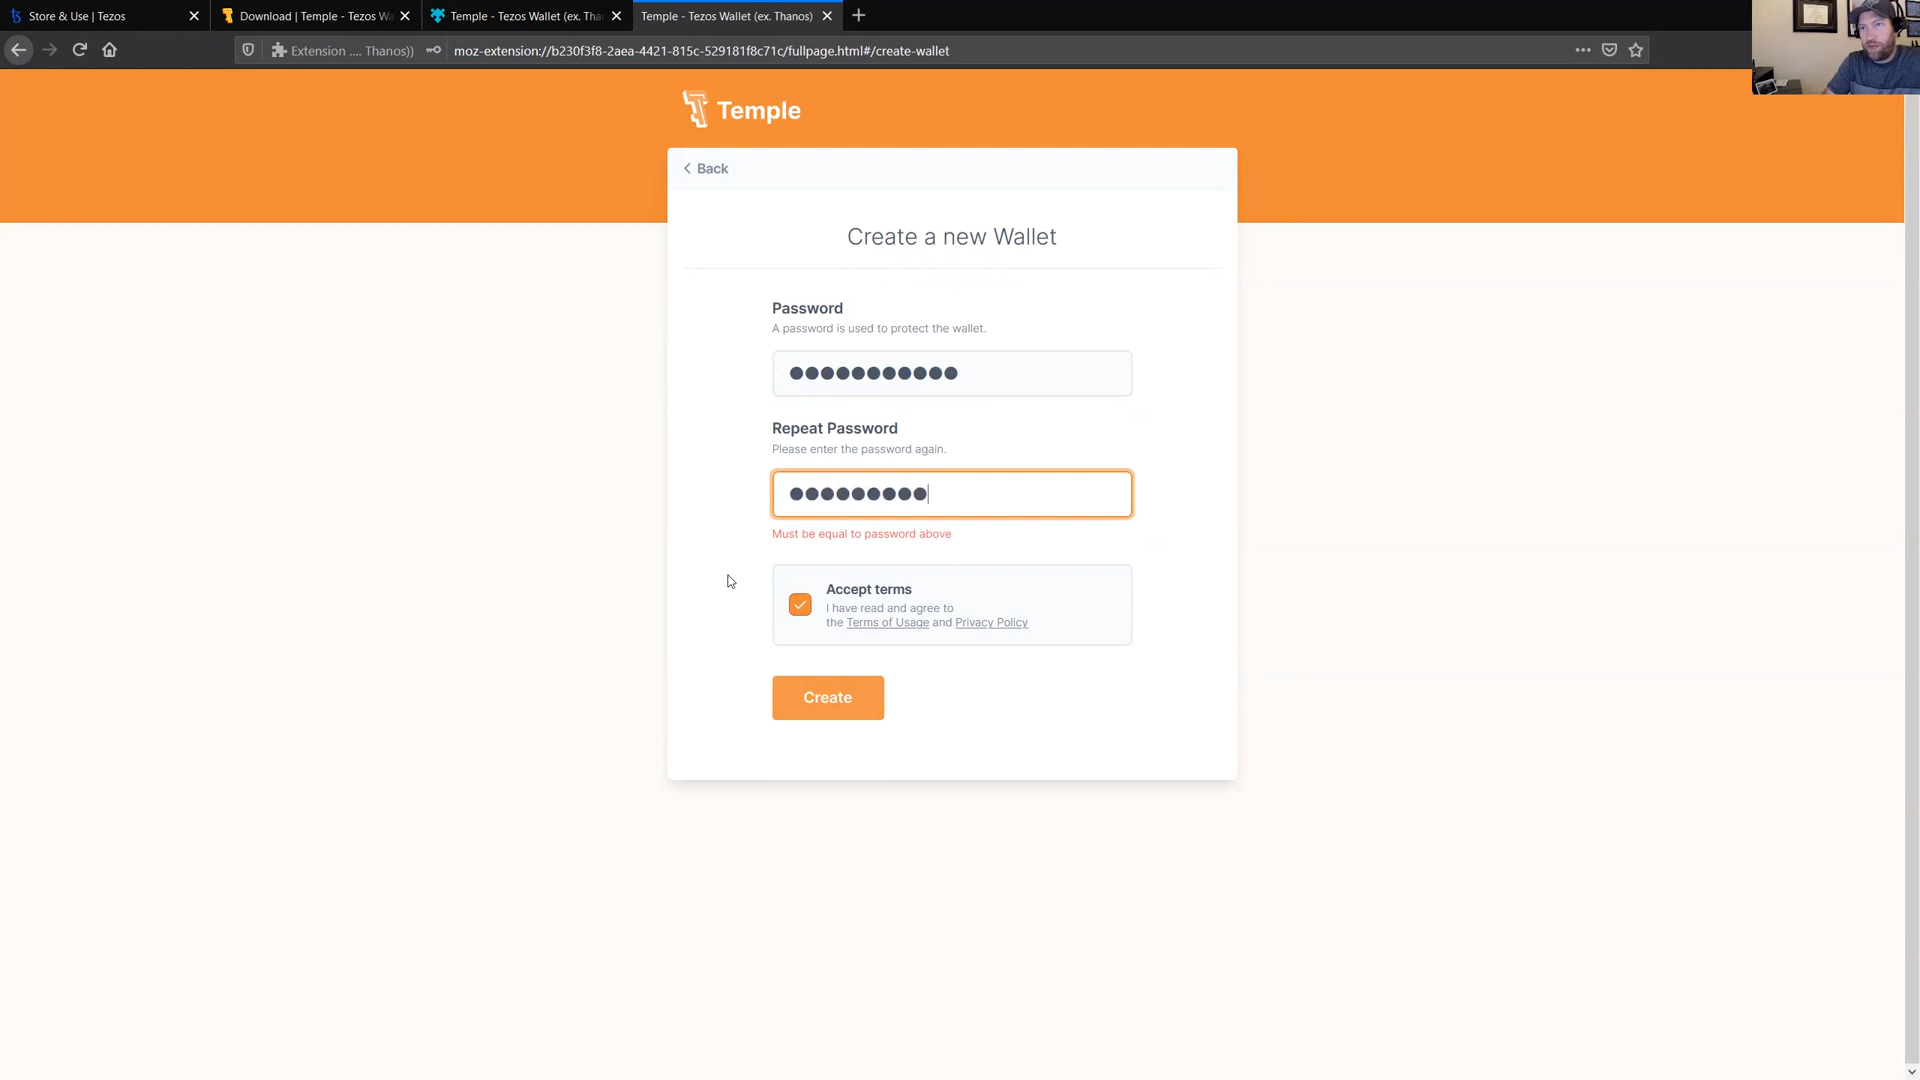 Store & Use | Tezos
Download | Temple - Tezos Wa
Temple - Tezos Wallet (ex. Tha
Temple - Tezos Wallet (ex. Thanos)
Extension .... Thanos))
moz-extension://b230f3f8-2aea-4421-815c-529181f8c71c/fullpage.html#/create-wallet
Temple
Back
Create a new Wallet
Password
A password is used to protect the wallet.
Repeat Password
Please enter the password again.
Must be equal to password above
Accept terms
I have read and agree to
the Terms of Usage and Privacy Policy
Create